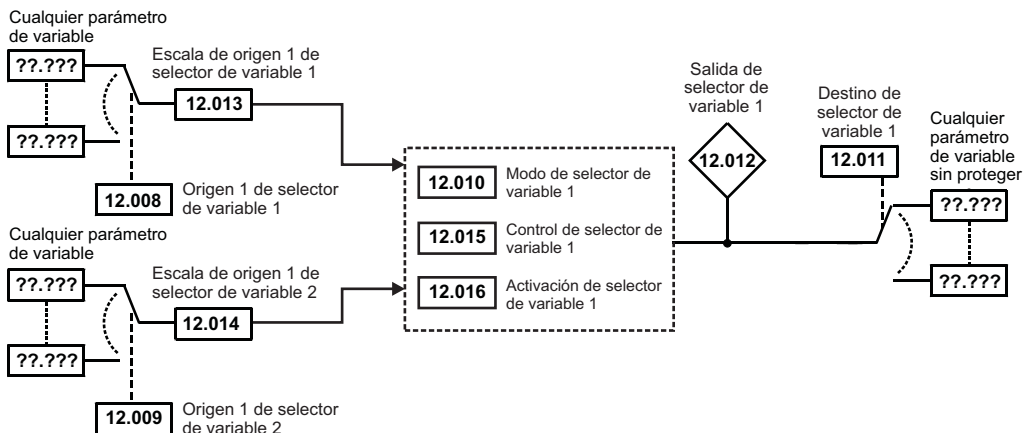 Cualquier parámetro
de variable
??.???
??.???
Escala de origen 1 de
selector de variable 1
12.013
12.008
Origen 1 de selector
de variable 1
Cualquier parámetro
de variable
??.???
??.???
Escala de origen 1 de
selector de variable 2
12.014
12.009
Origen 1 de selector
de variable 2
12.010
Modo de selector de
variable 1
12.015
Control de selector de
variable 1
12.016
Activación de selector
de variable 1
Salida de
selector de
variable 1
12.012
Destino de
selector de
variable 1
12.011
Cualquier
parámetro
de variable
sin proteger
??.???
??.???